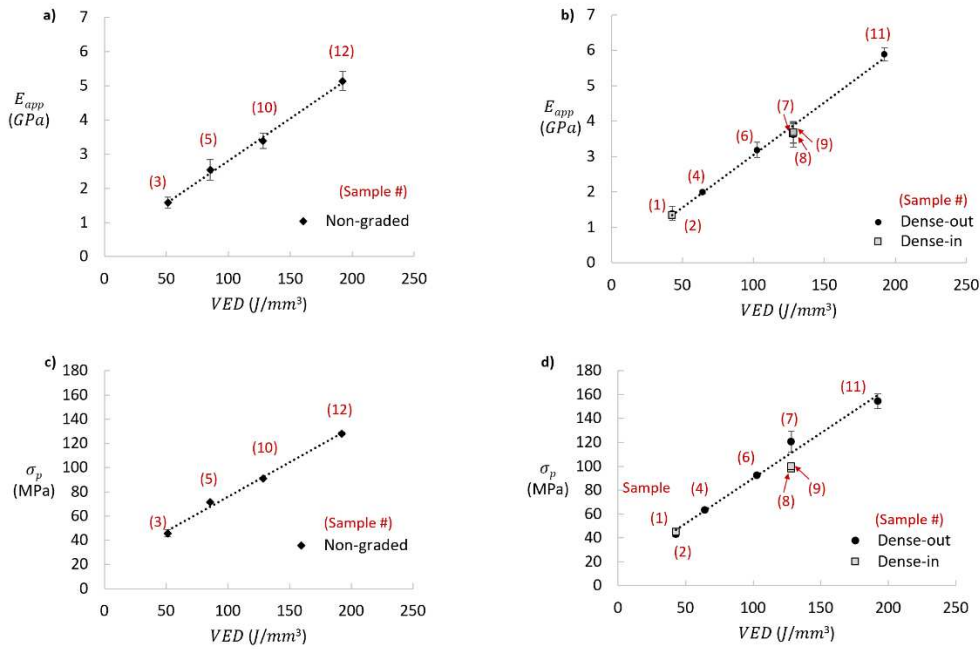 a)
7
6
5
4
3
2
1
0
E_app
(GPa)
(3)
(5)
(10)
(12)
(Sample #)
Non-graded
0 50 100 150 200 250
VED (J/mm³)
b)
7
6
5
4
3
2
1
0
E_app
(GPa)
(1)
(2)
(4)
(6)
(7)
(9)
(8)
(11)
(Sample #)
Dense-out
Dense-in
0 50 100 150 200 250
VED (J/mm³)
c)
180
160
140
120
100
80
60
40
20
0
σ_p
(MPa)
(3)
(5)
(10)
(12)
(Sample #)
Non-graded
0 50 100 150 200 250
VED (J/mm³)
d)
180
160
140
120
100
80
60
40
20
0
σ_p
(MPa)
Sample
(1)
(2)
(4)
(6)
(7)
(8)
(9)
(11)
(Sample #)
Dense-out
Dense-in
0 50 100 150 200 250
VED (J/mm³)